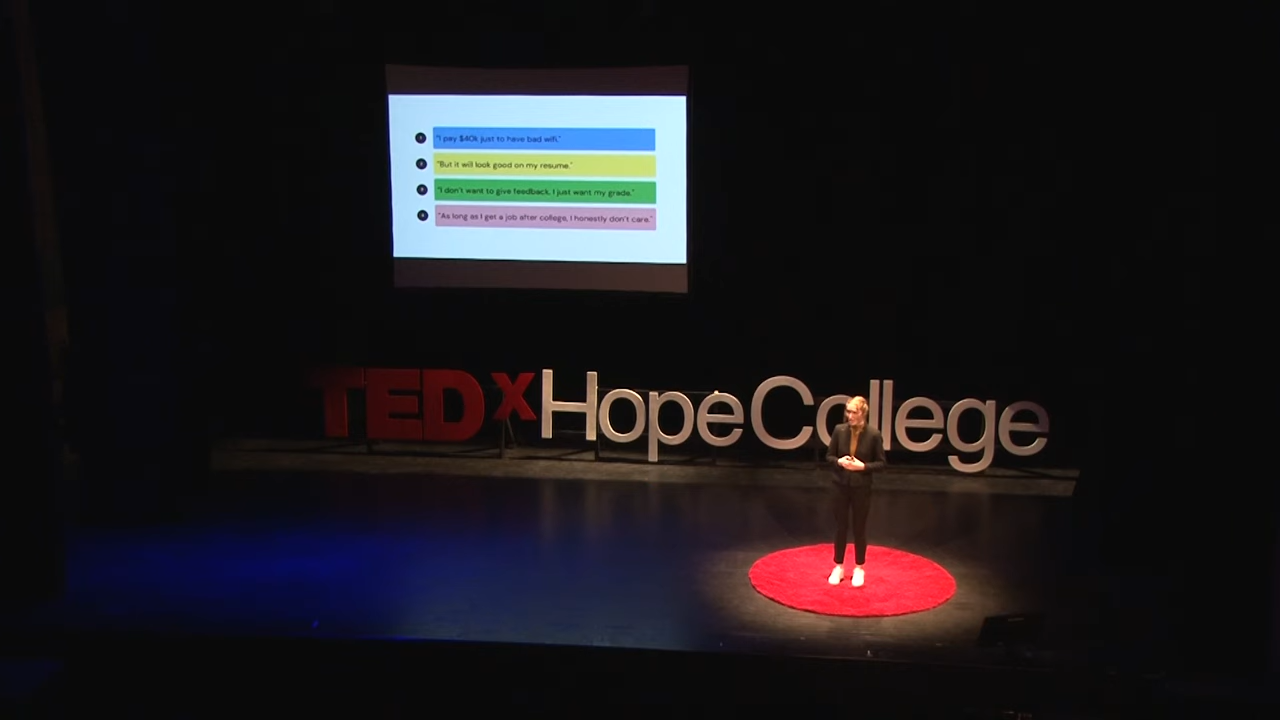 "I pay $40k just to have bad wifi."
"But it will look good on my resume."
"I don't want to give feedback, I just want my grade."
"As long as I get a job after college, I honestly don't care."
TEDxHopeCollege